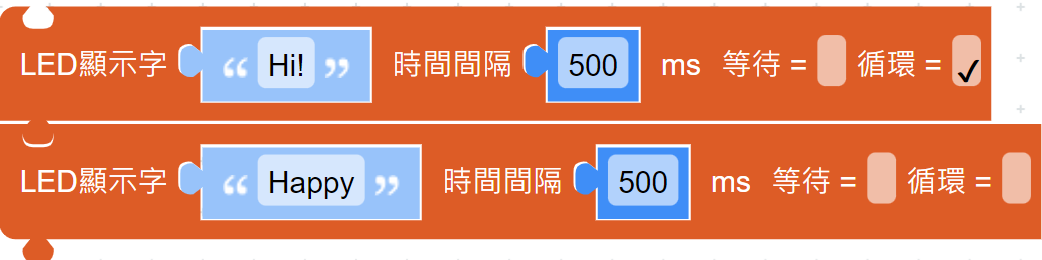 LED顯示字 “ Hi! ” 時間間隔 500 ms 等待 = 循環 = ✓
LED顯示字 “ Happy ” 時間間隔 500 ms 等待 = 循環 =